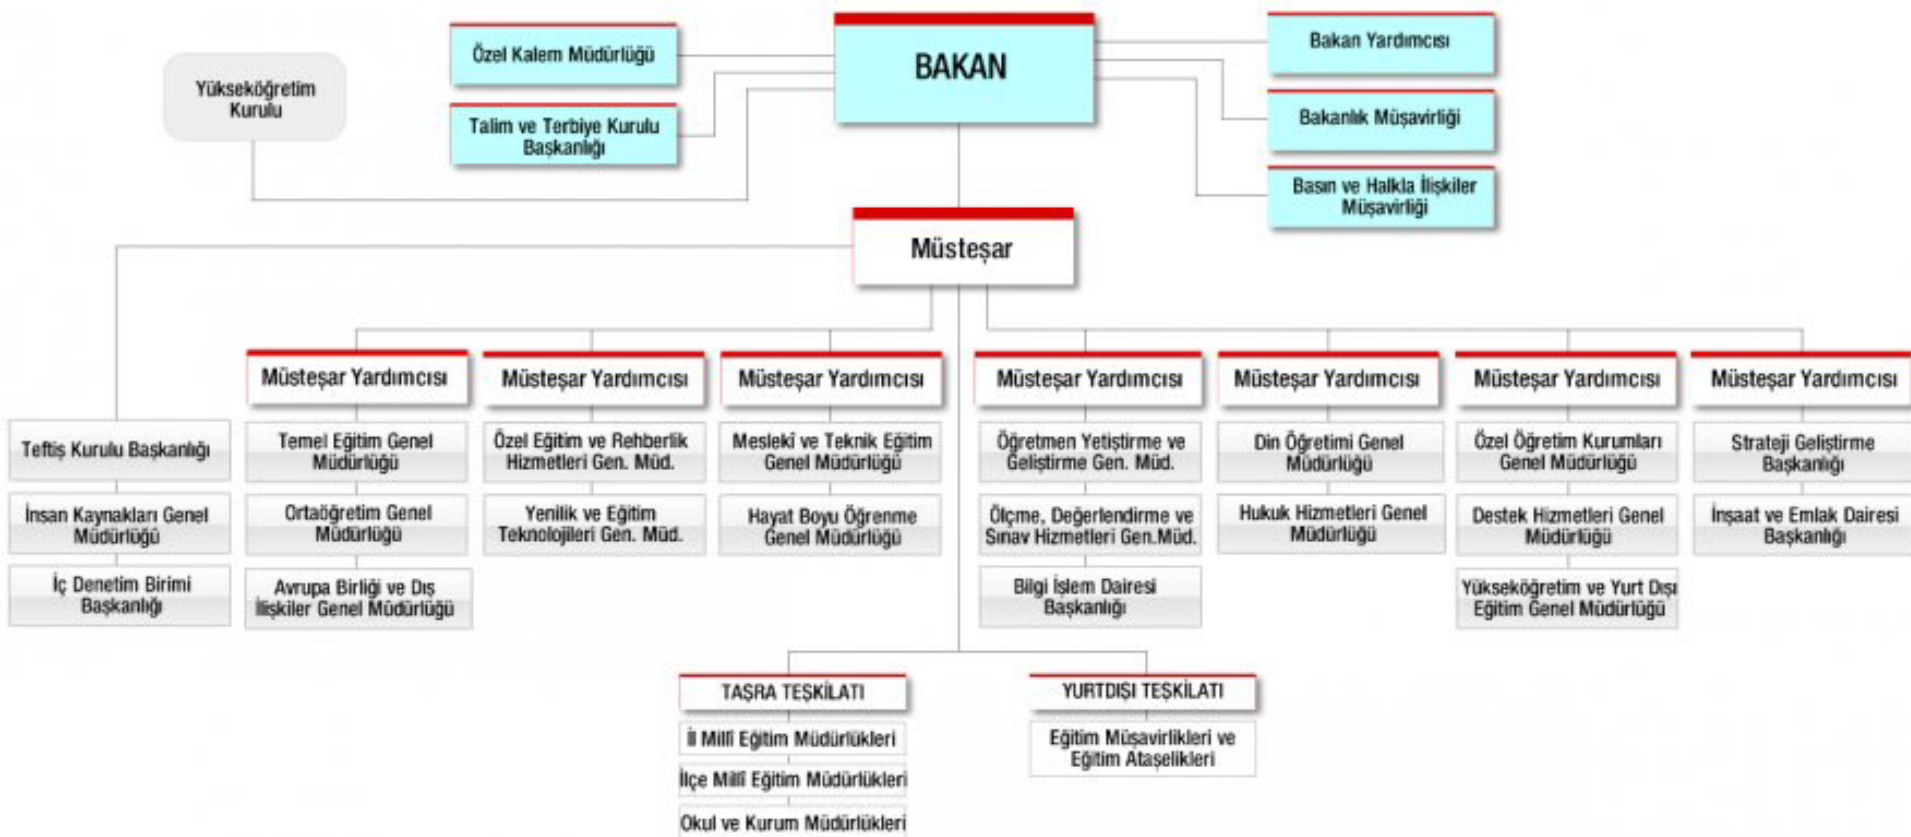 Yükseköğretim
Kurulu
Özel Kalem Müdürlüğü
Talim ve Terbiye Kurulu
Başkanlığı
BAKAN
Bakan Yardımcısı
Bakanlık Müşavirliği
Basın ve Halkla İlişkiler
Müşavirliği
Müsteşar
Teftiş Kurulu Başkanlığı
İnsan Kaynakları Genel
Müdürlüğü
İç Denetim Birimi
Başkanlığı
Müsteşar Yardımcısı
Temel Eğitim Genel
Müdürlüğü
Ortaöğretim Genel
Müdürlüğü
Avrupa Birliği ve Dış
İlişkiler Genel Müdürlüğü
Müsteşar Yardımcısı
Özel Eğitim ve Rehberlik
Hizmetleri Gen. Müd.
Yenilik ve Eğitim
Teknolojileri Gen. Müd.
Müsteşar Yardımcısı
Meslekî ve Teknik Eğitim
Genel Müdürlüğü
Hayat Boyu Öğrenme
Genel Müdürlüğü
Müsteşar Yardımcısı
Öğretmen Yetiştirme ve
Geliştirme Gen. Müd.
Ölçme, Değerlendirme ve
Sınav Hizmetleri Gen.Müd.
Bilgi İşlem Dairesi
Başkanlığı
Müsteşar Yardımcısı
Din Öğretimi Genel
Müdürlüğü
Hukuk Hizmetleri Genel
Müdürlüğü
Müsteşar Yardımcısı
Özel Öğretim Kurumları
Genel Müdürlüğü
Destek Hizmetleri Genel
Müdürlüğü
Yükseköğretim ve Yurt Dışı
Eğitim Genel Müdürlüğü
Müsteşar Yardımcısı
Strateji Geliştirme
Başkanlığı
İnşaat ve Emlak Dairesi
Başkanlığı
TAŞRA TEŞKİLATI
İl Millî Eğitim Müdürlükleri
İlçe Millî Eğitim Müdürlükleri
Okul ve Kurum Müdürlükleri
YURTDIŞI TEŞKİLATI
Eğitim Müşavirlikleri ve
Eğitim Ataşelikleri